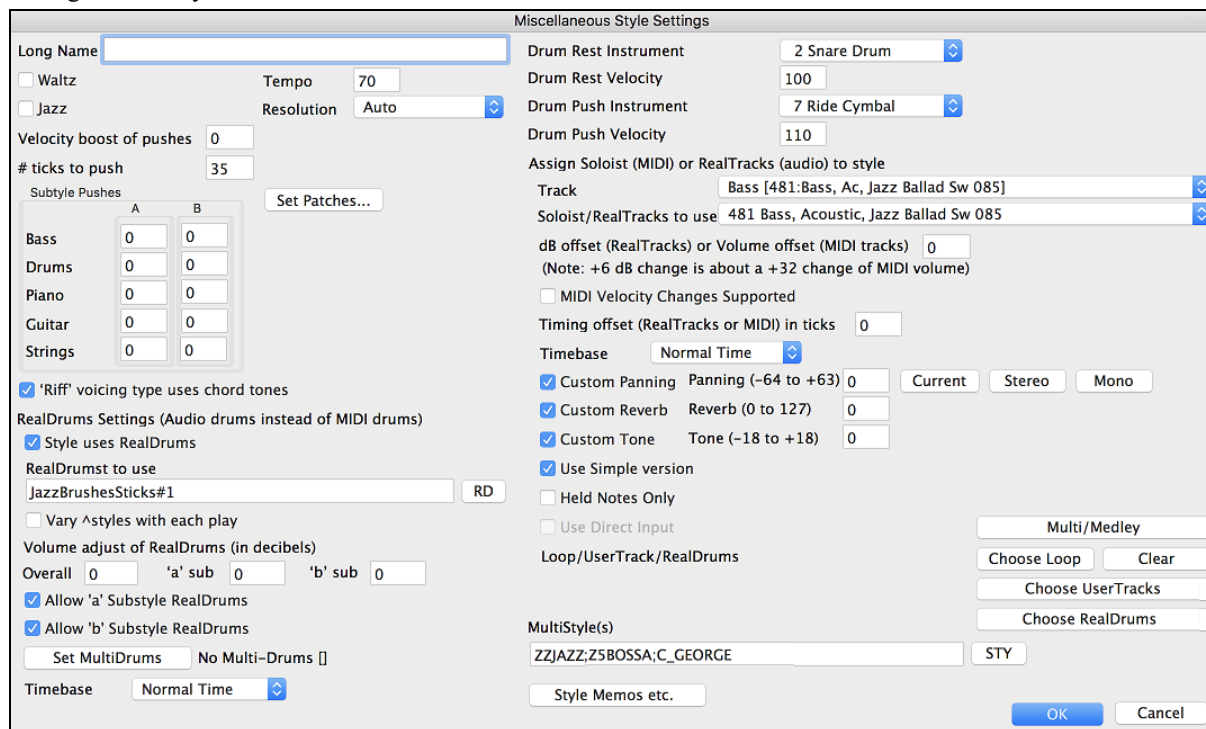 Miscellaneous Style Settings
Long Name
Waltz
Tempo 70
Jazz
Resolution Auto
Velocity boost of pushes 0
# ticks to push 35
Subtyle Pushes
Set Patches...
A B
Bass 0 0
Drums 0 0
Piano 0 0
Guitar 0 0
Strings 0 0
'Riff' voicing type uses chord tones
RealDrums Settings (Audio drums instead of MIDI drums)
Style uses RealDrums
RealDrumst to use
JazzBrushesSticks#1 RD
Vary ^styles with each play
Volume adjust of RealDrums (in decibels)
Overall 0 'a' sub 0 'b' sub 0
Allow 'a' Substyle RealDrums
Allow 'b' Substyle RealDrums
Set MultiDrums No Multi-Drums []
Timebase Normal Time
Drum Rest Instrument 2 Snare Drum
Drum Rest Velocity 100
Drum Push Instrument 7 Ride Cymbal
Drum Push Velocity 110
Assign Soloist (MIDI) or RealTracks (audio) to style
Track Bass [481:Bass, Ac, Jazz Ballad Sw 085]
Soloist/RealTracks to use 481 Bass, Acoustic, Jazz Ballad Sw 085
dB offset (RealTracks) or Volume offset (MIDI tracks) 0
(Note: +6 dB change is about a +32 change of MIDI volume)
MIDI Velocity Changes Supported
Timing offset (RealTracks or MIDI) in ticks 0
Timebase Normal Time
Custom Panning Panning (-64 to +63) 0 Current Stereo Mono
Custom Reverb Reverb (0 to 127) 0
Custom Tone Tone (-18 to +18) 0
Use Simple version
Held Notes Only
Use Direct Input
Multi/Medley
Loop/UserTrack/RealDrums
Choose Loop Clear
Choose UserTracks
Choose RealDrums
MultiStyle(s)
ZZJAZZ;Z5BOSSA;C_GEORGE STY
Style Memos etc.
OK Cancel